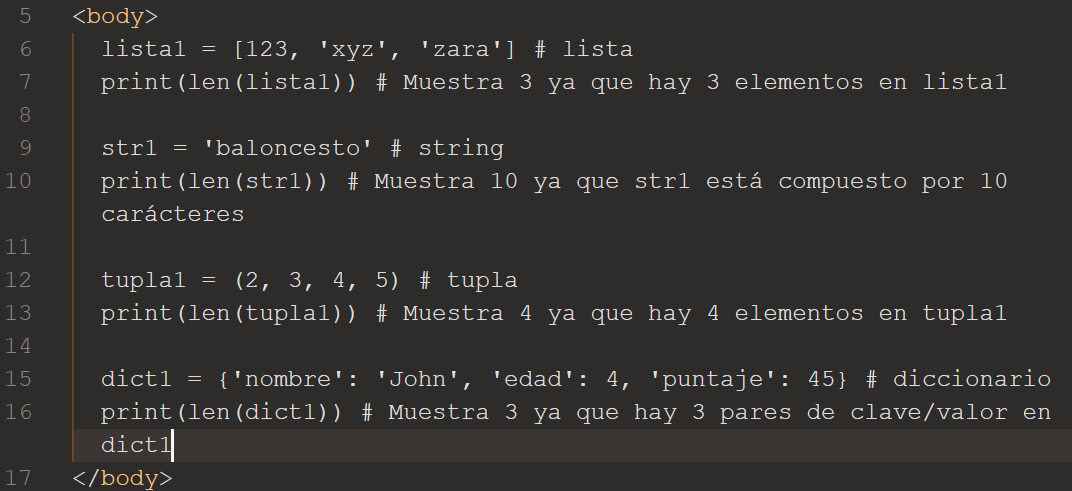 5 <body>
6 lista1 = [123, 'xyz', 'zara'] # lista
7 print(len(lista1)) # Muestra 3 ya que hay 3 elementos en lista1
8
9 str1 = 'baloncesto' # string
10 print(len(str1)) # Muestra 10 ya que str1 está compuesto por 10
carácteres
11
12 tupla1 = (2, 3, 4, 5) # tupla
13 print(len(tupla1)) # Muestra 4 ya que hay 4 elementos en tupla1
14
15 dict1 = {'nombre': 'John', 'edad': 4, 'puntaje': 45} # diccionario
16 print(len(dict1)) # Muestra 3 ya que hay 3 pares de clave/valor en
dict1
17 </body>